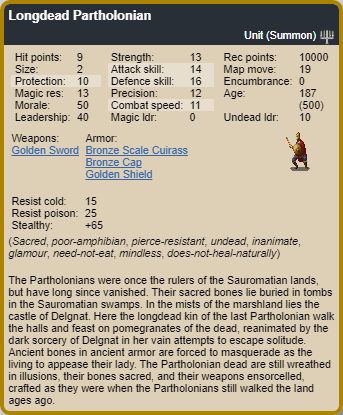 Longdead Partholonian
Unit (Summon)
Hit points: 9 Strength: 13 Rec points: 10000
Size: 2 Attack skill: 14 Map move: 19
Protection: 10 Defence skill: 16 Encumbrance: 0
Magic res: 13 Precision: 12 Age: 187
Morale: 50 Combat speed: 11 (500)
Leadership: 40 Magic ldr: 0 Undead ldr: 10
Weapons: Armor:
Golden Sword Bronze Scale Cuirass
Bronze Cap
Golden Shield
Resist cold: 15
Resist poison: 25
Stealthy: +65
(Sacred, poor-amphibian, pierce-resistant, undead, inanimate,
glamour, need-not-eat, mindless, does-not-heal-naturally)
The Partholonians were once the rulers of the Sauromatian lands,
but have long since vanished. Their sacred bones lie buried in tombs
in the Sauromatian swamps. In the mists of the marshland lies the
castle of Delgnat. Here the longdead kin of the last Partholonian walk
the halls and feast on pomegranates of the dead, reanimated by the
dark sorcery of Delgnat in her vain attempts to escape solitude.
Ancient bones in ancient armor are forced to masquerade as the
living to appease their lady. The Partholonian dead are still wreathed
in illusions, their bones sacred, and their weapons ensorcelled,
crafted as they were when the Partholonians still walked the land
ages ago.